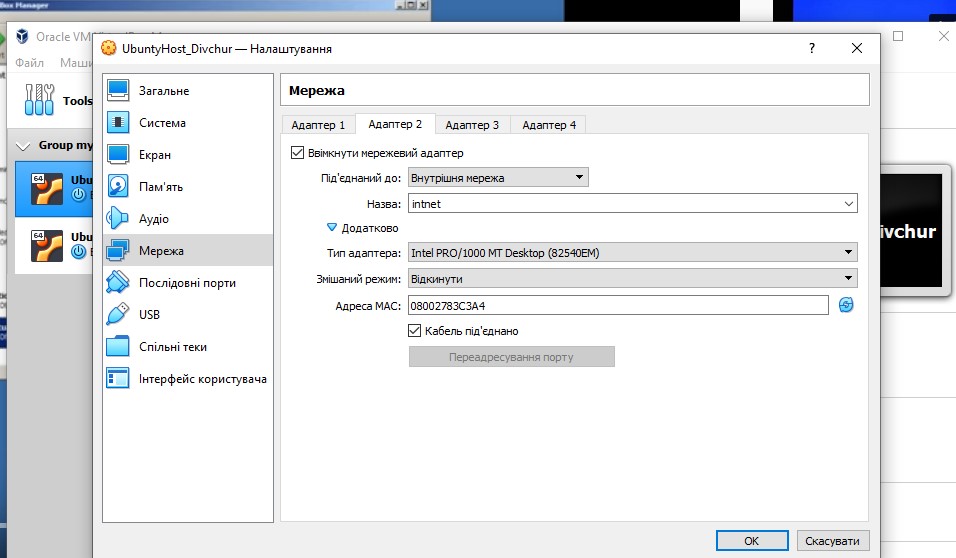 Box Manager
Oracle VM
UbuntyHost_Divchur — Налаштування
?
Файл
Маши
Tools
Group my
64
Ubu
64
Ubu
ivchur
Загальне
Система
Екран
Пам'ять
Аудіо
Мережа
Послідовні порти
USB
Спільні теки
Інтерфейс користувача
Мережа
Адаптер 1
Адаптер 2
Адаптер 3
Адаптер 4
Ввімкнути мережевий адаптер
Під'єднаний до: Внутрішня мережа
Назва: intnet
Додатково
Тип адаптера: Intel PRO/1000 MT Desktop (82540EM)
Змішаний режим: Відкинути
Адреса MAC: 08002783C3A4
Кабель під'єднано
Переадресування порту
OK
Скасувати